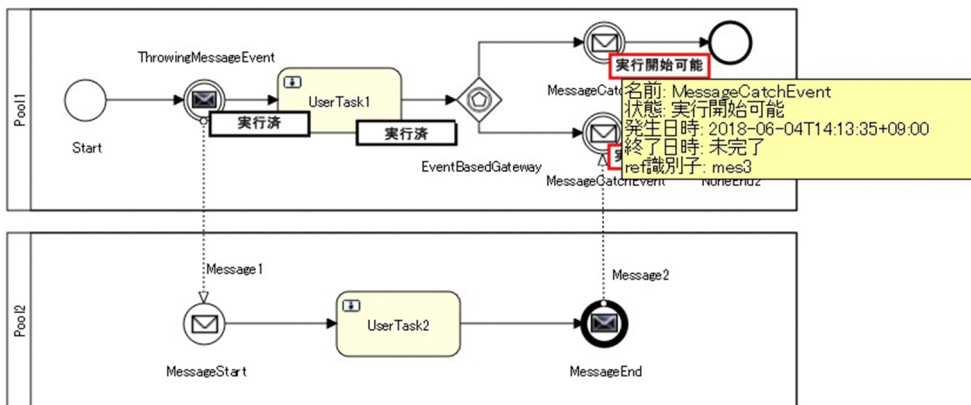 Pool1
ThrowingMessageEvent
Start
実行済
UserTask1
実行済
EventBasedGateway
実行開始可能
MessageCatc
名前: MessageCatchEvent
状態: 実行開始可能
発生日時: 2018-06-04T14:13:35+09:00
終了日時: 未完了
ref識別子: mes3
MessageCatchEvent
NoneEnd2
Pool2
Message1
Message2
MessageStart
UserTask2
MessageEnd